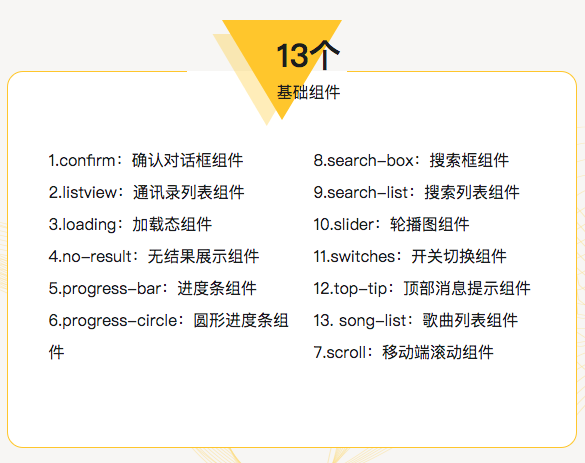 13个
基础组件
1.confirm：确认对话框组件
2.listview：通讯录列表组件
3.loading：加载态组件
4.no-result：无结果展示组件
5.progress-bar：进度条组件
6.progress-circle：圆形进度条组
件
8.search-box：搜索框组件
9.search-list：搜索列表组件
10.slider：轮播图组件
11.switches：开关切换组件
12.top-tip：顶部消息提示组件
13. song-list：歌曲列表组件
7.scroll：移动端滚动组件